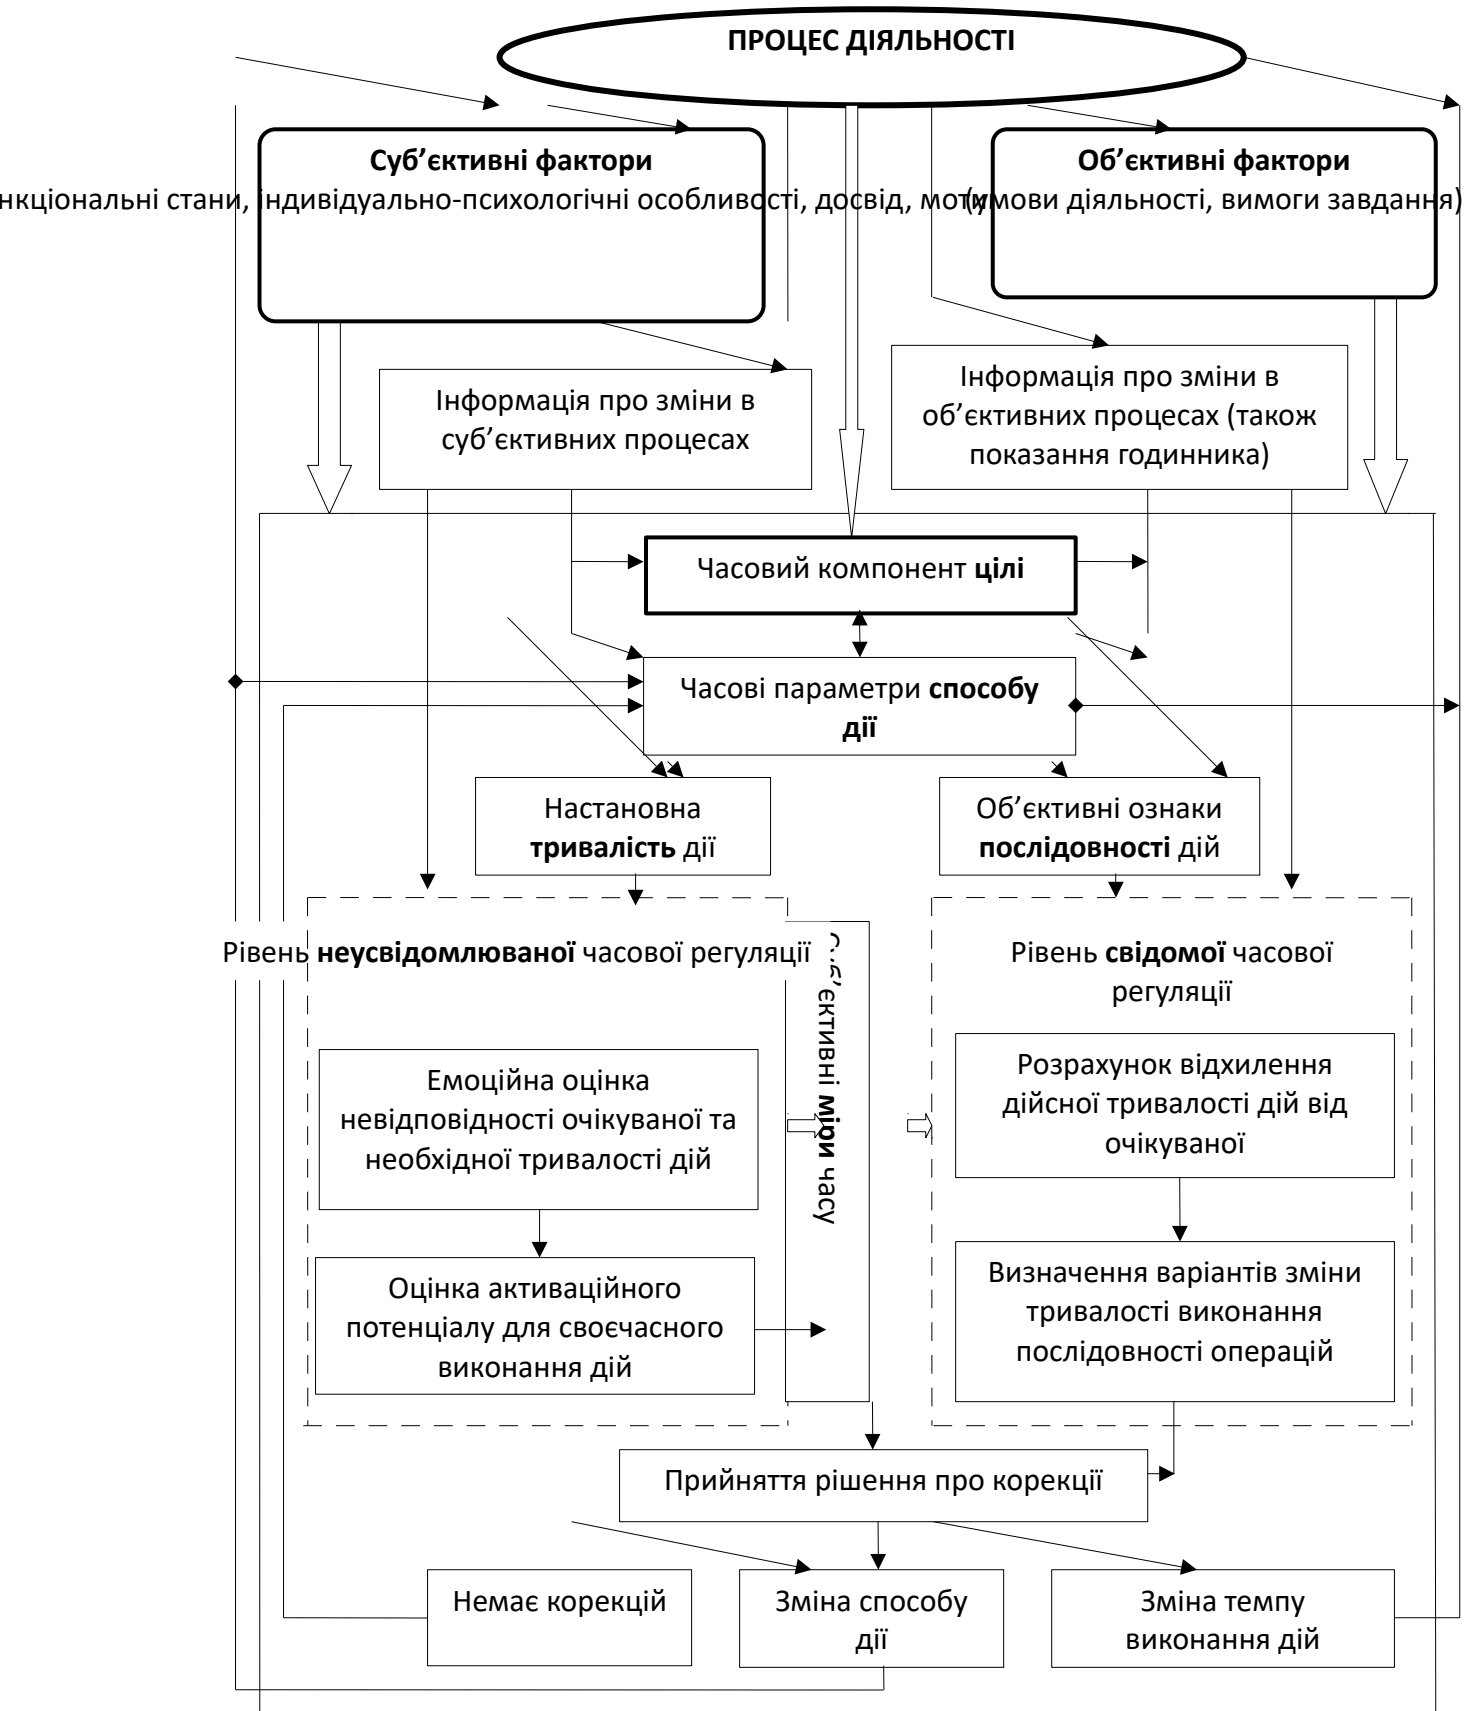 ПРОЦЕС ДІЯЛЬНОСТІ
Суб’єктивні фактори
індивідуально-психологічні особливості, досвід,
стани,
Об’єктивні фактори
діяльності, вимоги завдання)
Інформація про зміни в
суб’єктивних процесах
Інформація про зміни в
об’єктивних процесах (також
показання годинника)
Часовий компонент цілі
Часові параметри способу
дії
Настановна
тривалість дії
Об’єктивні ознаки
послідовності дій
Рівень неусвідомлюваної часової регуляції
міри часу
Рівень свідомої часової
регуляції
Емоційна оцінка
невідповідності очікуваної та
необхідної тривалості дій
Розрахунок відхилення
дійсної тривалості дій від
очікуваної
Оцінка активаційного
потенціалу для своєчасного
виконання дій
Визначення варіантів зміни
тривалості виконання
послідовності операцій
Прийняття рішення про корекції
Немає корекцій
Зміна способу
дії
Зміна темпу
виконання дій